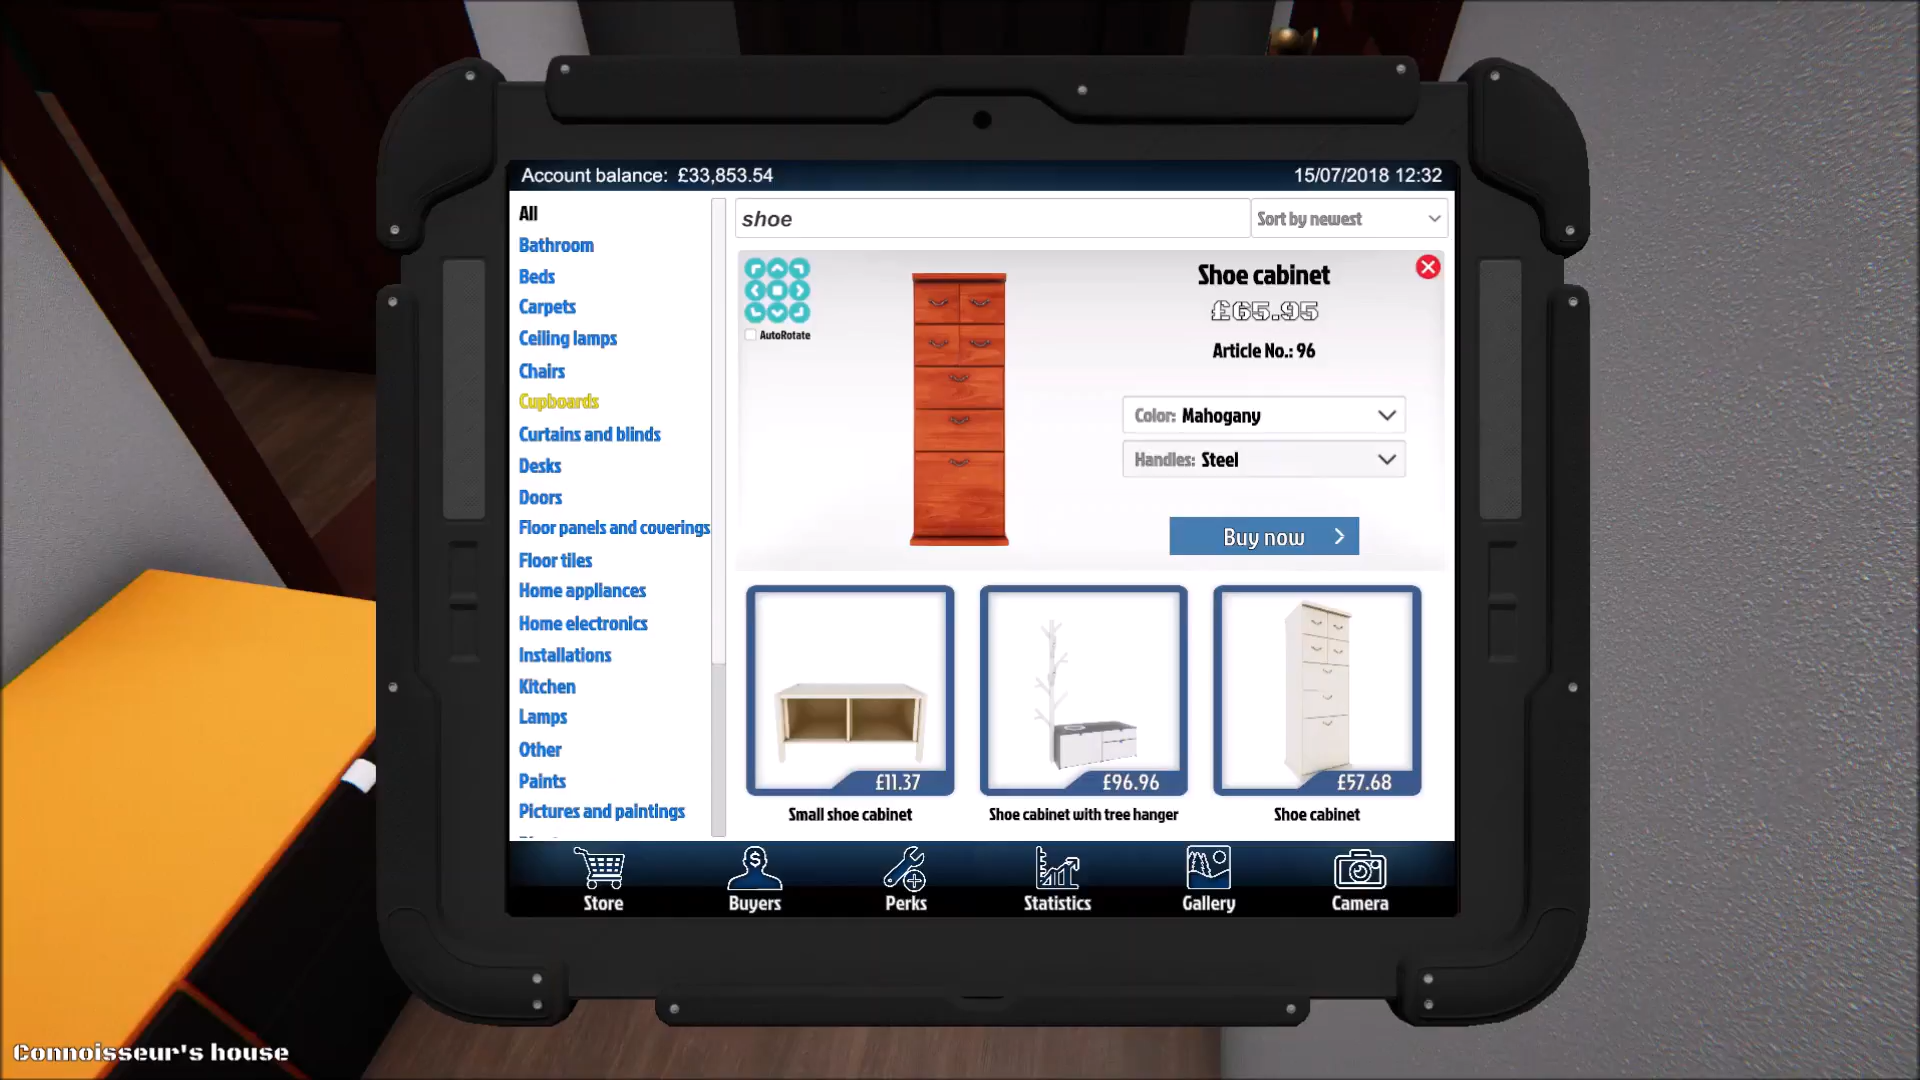 Account balance: £33,853.54
15/07/2018 12:32
All
Bathroom
Beds
Carpets
Ceiling lamps
Chairs
Cupboards
Curtains and blinds
Desks
Doors
Floor panels and coverings
Floor tiles
Home appliances
Home electronics
Installations
Kitchen
Lamps
Other
Paints
Pictures and paintings
shoe
Sort by newest
AutoRotate
Shoe cabinet
£65.95
Article No.: 96
Color: Mahogany
Handles: Steel
Buy now
£11.37
Small shoe cabinet
£96.96
Shoe cabinet with tree hanger
£57.68
Shoe cabinet
Store
Buyers
Perks
Statistics
Gallery
Camera
Connoisseur's house